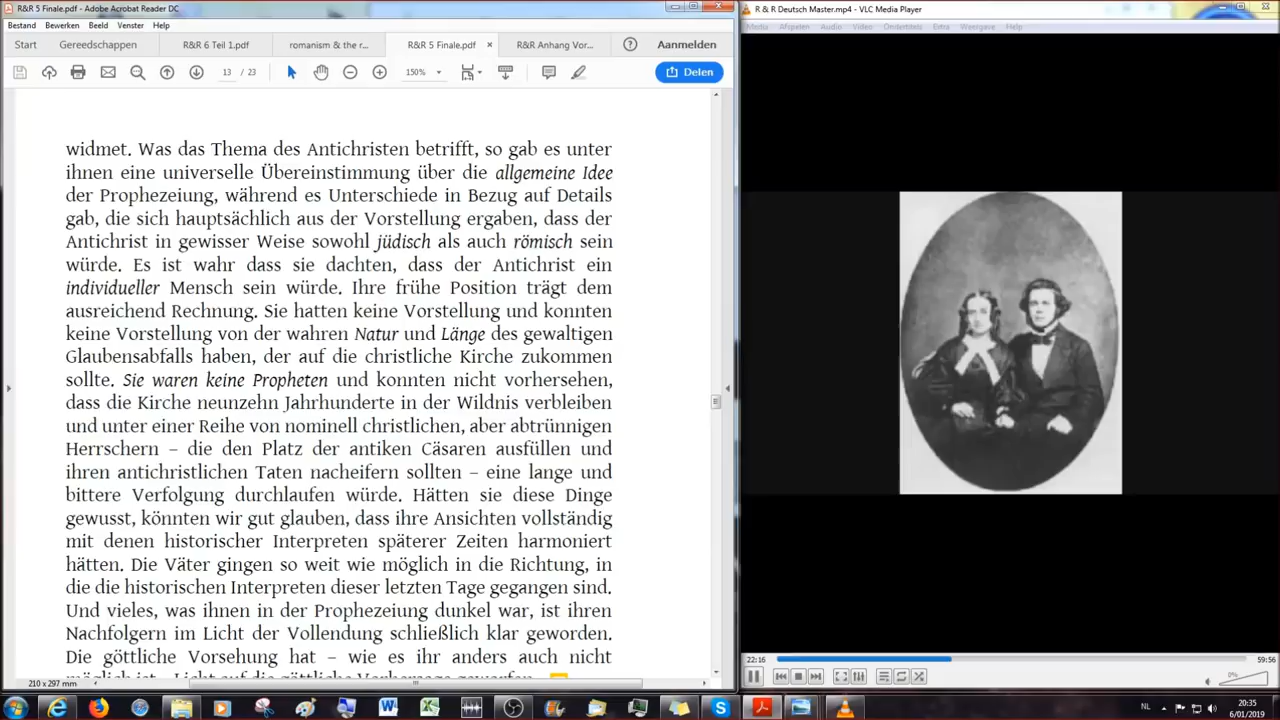 R&R 5 Finale.pdf - Adobe Acrobat Reader DC
Bestand Bewerken Beeld Venster Help
Start Gereedschappen R&R 6 Teil 1.pdf romanism & the r... R&R 5 Finale.pdf × R&R Anhang Vor... Aanmelden
13 / 23 150% Delen
widmet. Was das Thema des Antichristen betrifft, so gab es unter
ihnen eine universelle Übereinstimmung über die allgemeine Idee
der Prophezeiung, während es Unterschiede in Bezug auf Details
gab, die sich hauptsächlich aus der Vorstellung ergaben, dass der
Antichrist in gewisser Weise sowohl jüdisch als auch römisch sein
würde. Es ist wahr dass sie dachten, dass der Antichrist ein
individueller Mensch sein würde. Ihre frühe Position trägt dem
ausreichend Rechnung. Sie hatten keine Vorstellung und konnten
keine Vorstellung von der wahren Natur und Länge des gewaltigen
Glaubensabfalls haben, der auf die christliche Kirche zukommen
sollte. Sie waren keine Propheten und konnten nicht vorhersehen,
dass die Kirche neunzehn Jahrhunderte in der Wildnis verbleiben
und unter einer Reihe von nominell christlichen, aber abtrünnigen
Herrschern – die den Platz der antiken Cäsaren ausfüllen und
ihren antichristlichen Taten nacheifern sollten – eine lange und
bittere Verfolgung durchlaufen würde. Hätten sie diese Dinge
gewusst, könnten wir gut glauben, dass ihre Ansichten vollständig
mit denen historischer Interpreten späterer Zeiten harmoniert
hätten. Die Väter gingen so weit wie möglich in die Richtung, in
die die historischen Interpreten dieser letzten Tage gegangen sind.
Und vieles, was ihnen in der Prophezeiung dunkel war, ist ihren
Nachfolgern im Licht der Vollendung schließlich klar geworden.
Die göttliche Vorsehung hat – wie es ihr anders auch nicht
210 x 297 mm
R & R Deutsch Master.mp4 - VLC Media Player
Media Afspelen Audio Video Ondertiteling Extra Weergave Help
22:16 59:56
0%
NL 20:35
6/01/2019